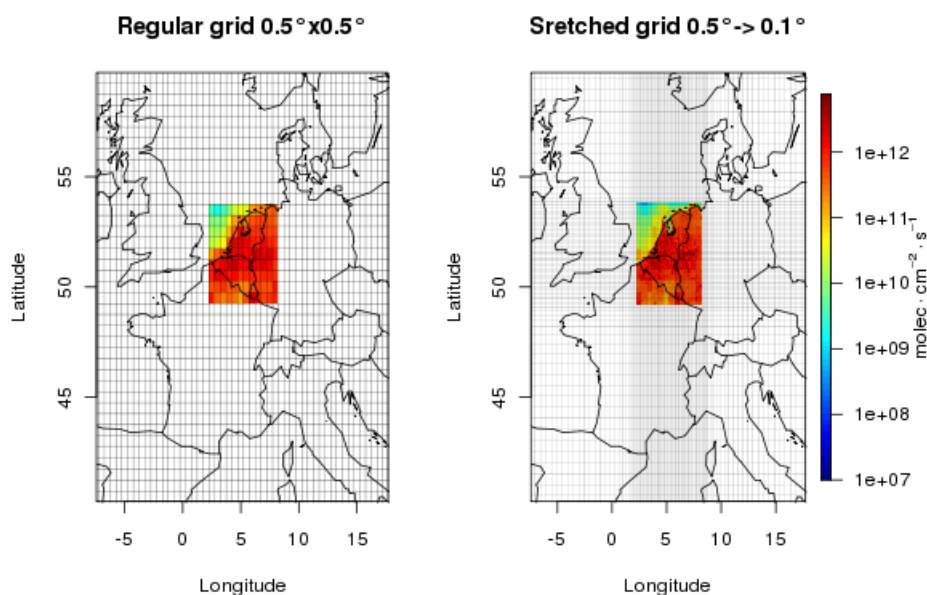 Regular grid 0.5°x0.5°
Sretched grid 0.5°-> 0.1°
Latitude
55
50
45
-5 0 5 10 15
Longitude
Latitude
55
50
45
-5 0 5 10 15
Longitude
1e+12
1e+11
1e+10
1e+09
1e+08
1e+07
molec · cm⁻² · s⁻¹